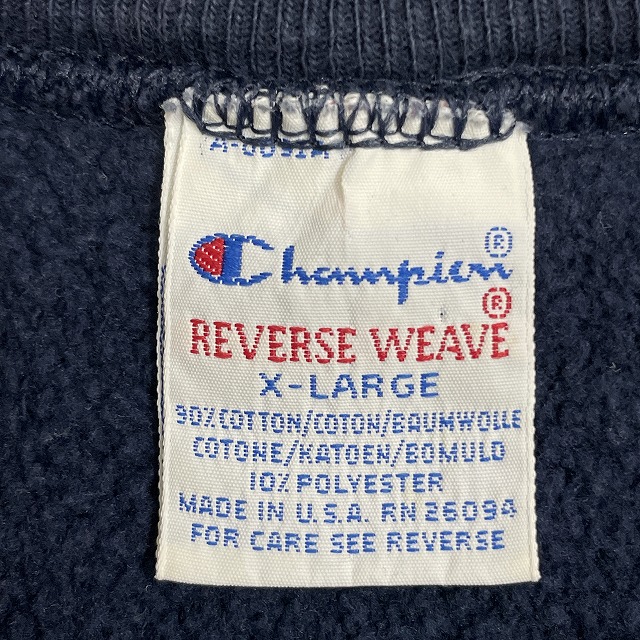 Champion®
REVERSE WEAVE®
X-LARGE
90% COTTON/COTON/BAUMWOLLE
COTONE/KATOEN/BOMULD
10% POLYESTER
MADE IN U.S.A. RN 26094
FOR CARE SEE REVERSE